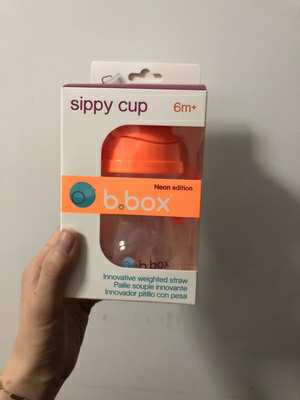 sippy cup
6m+
Neon edition
b.box
b.box
Innovative weighted straw
Paille souple innovante
Innovador pitillo con pesa